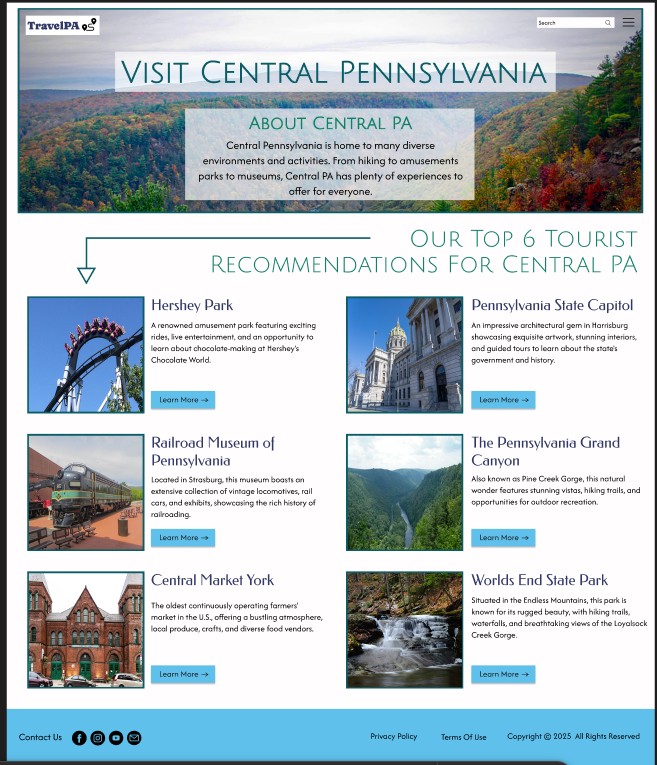 TravelPA
Search
Visit Central Pennsylvania
About Central PA
Central Pennsylvania is home to many diverse
environments and activities. From hiking to amusements
parks to museums, Central PA has plenty of experiences to
offer for everyone.
Our Top 6 Tourist
Recommendations For Central PA
Hershey Park
A renowned amusement park featuring exciting
rides, live entertainment, and an opportunity to
learn about chocolate-making at Hershey's
Chocolate World.
Learn More →
Pennsylvania State Capitol
An impressive architectural gem in Harrisburg
showcasing exquisite artwork, stunning interiors,
and guided tours to learn about the state's
government and history.
Learn More →
Railroad Museum of
Pennsylvania
Located in Strasburg, this museum boasts an
extensive collection of vintage locomotives, rail
cars, and exhibits, showcasing the rich history of
railroading.
Learn More →
The Pennsylvania Grand
Canyon
Also known as Pine Creek Gorge, this natural
wonder features stunning vistas, hiking trails, and
opportunities for outdoor recreation.
Learn More →
Central Market York
The oldest continuously operating farmers'
market in the U.S., offering a bustling atmosphere,
local produce, crafts, and diverse food vendors.
Learn More →
Worlds End State Park
Situated in the Endless Mountains, this park is
known for its rugged beauty, with hiking trails,
waterfalls, and breathtaking views of the Loyalsock
Creek Gorge.
Learn More →
Contact Us
Privacy Policy
Terms Of Use
Copyright © 2025 All Rights Reserved